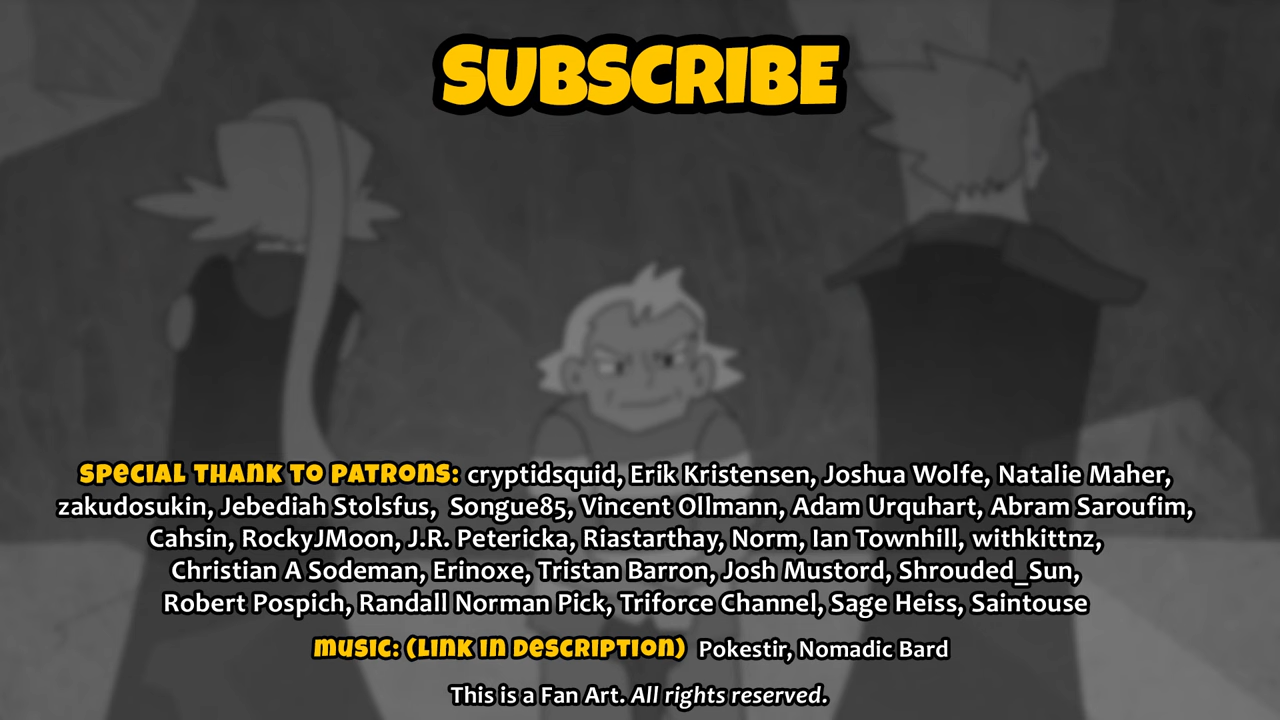 SUBSCRIBE
Special Thank to Patrons: cryptidsquid, Erik Kristensen, Joshua Wolfe, Natalie Maher,
zakudosukin, Jebediah Stolsfus, Songue85, Vincent Ollmann, Adam Urquhart, Abram Saroufim,
Cahsin, RockyJMoon, J.R. Petericka, Riastarthay, Norm, Ian Townhill, withkittnz,
Christian A Sodeman, Erinoxe, Tristan Barron, Josh Mustord, Shrouded_Sun,
Robert Pospich, Randall Norman Pick, Triforce Channel, Sage Heiss, Saintouse
Music: (Link in Description) Pokestir, Nomadic Bard
This is a Fan Art. All rights reserved.